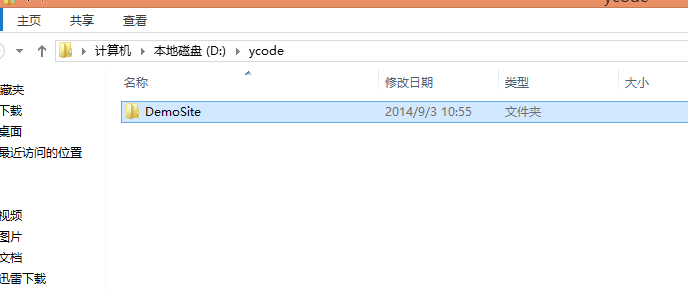 ycode
主页 共享 查看
计算机 本地磁盘 (D:) ycode
名称 修改日期 类型 大小
藏夹
下载
DemoSite 2014/9/3 10:55 文件夹
桌面
最近访问的位置
视频
图片
文档
迅雷下载